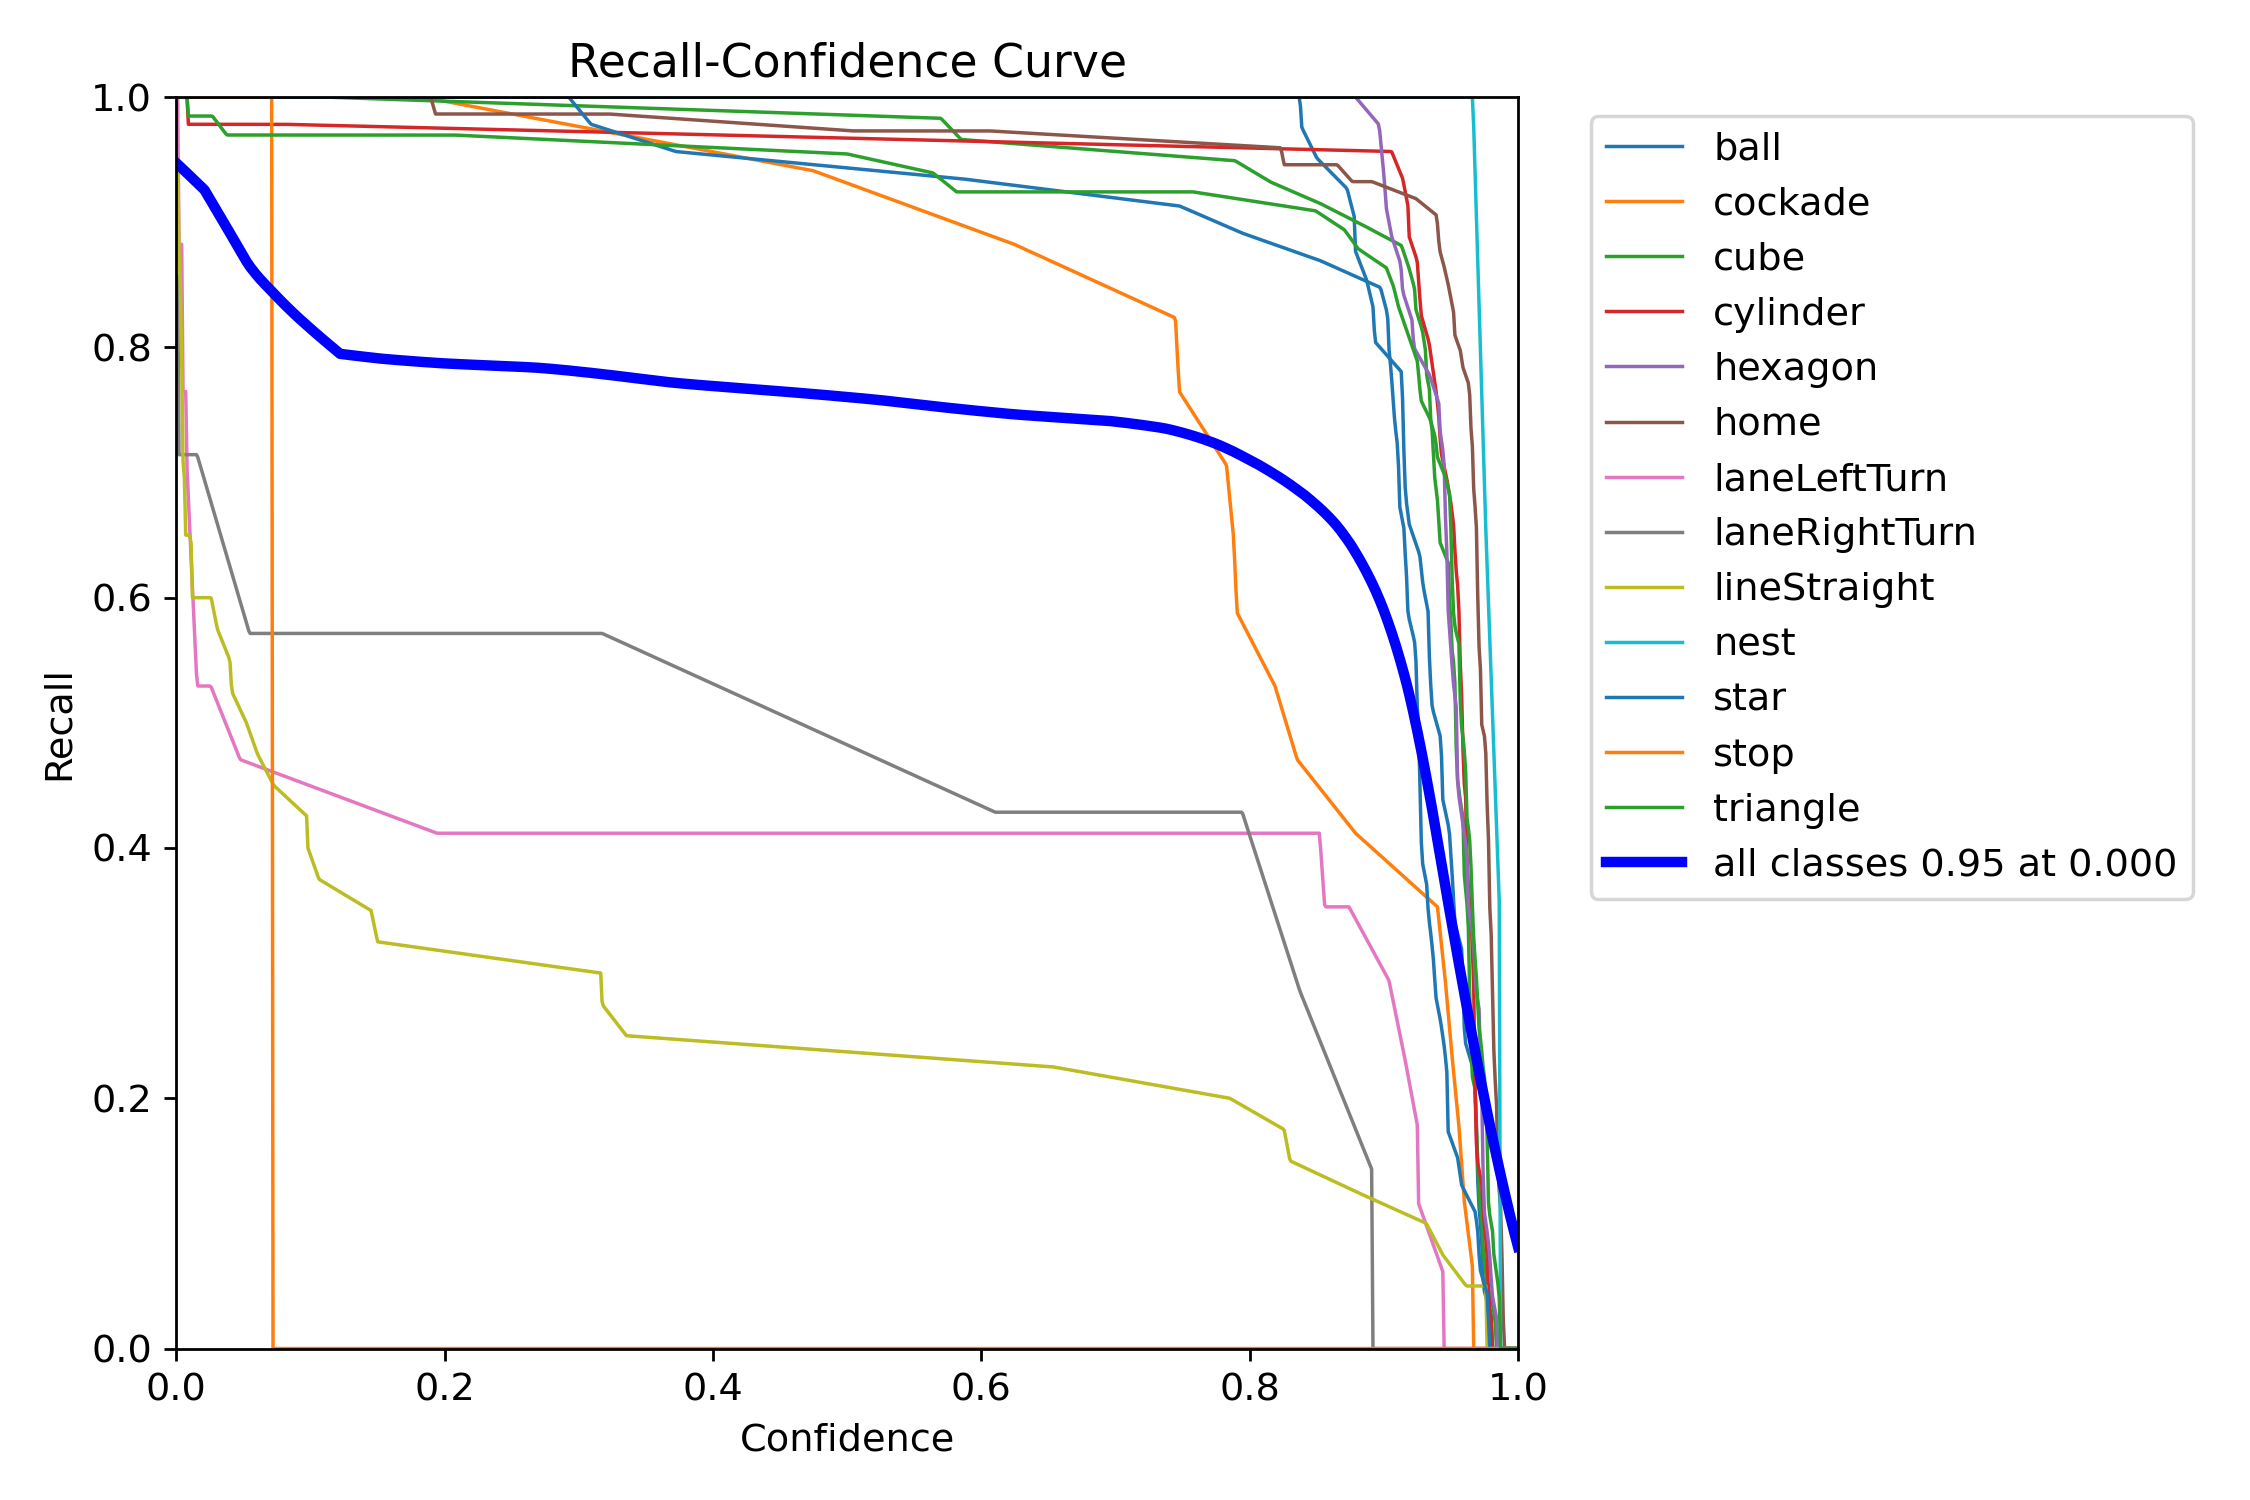 Recall-Confidence Curve
1.0
0.8
0.6
0.4
0.2
0.0
Recall
0.0 0.2 0.4 0.6 0.8 1.0
Confidence
ball
cockade
cube
cylinder
hexagon
home
laneLeftTurn
laneRightTurn
lineStraight
nest
star
stop
triangle
all classes 0.95 at 0.000